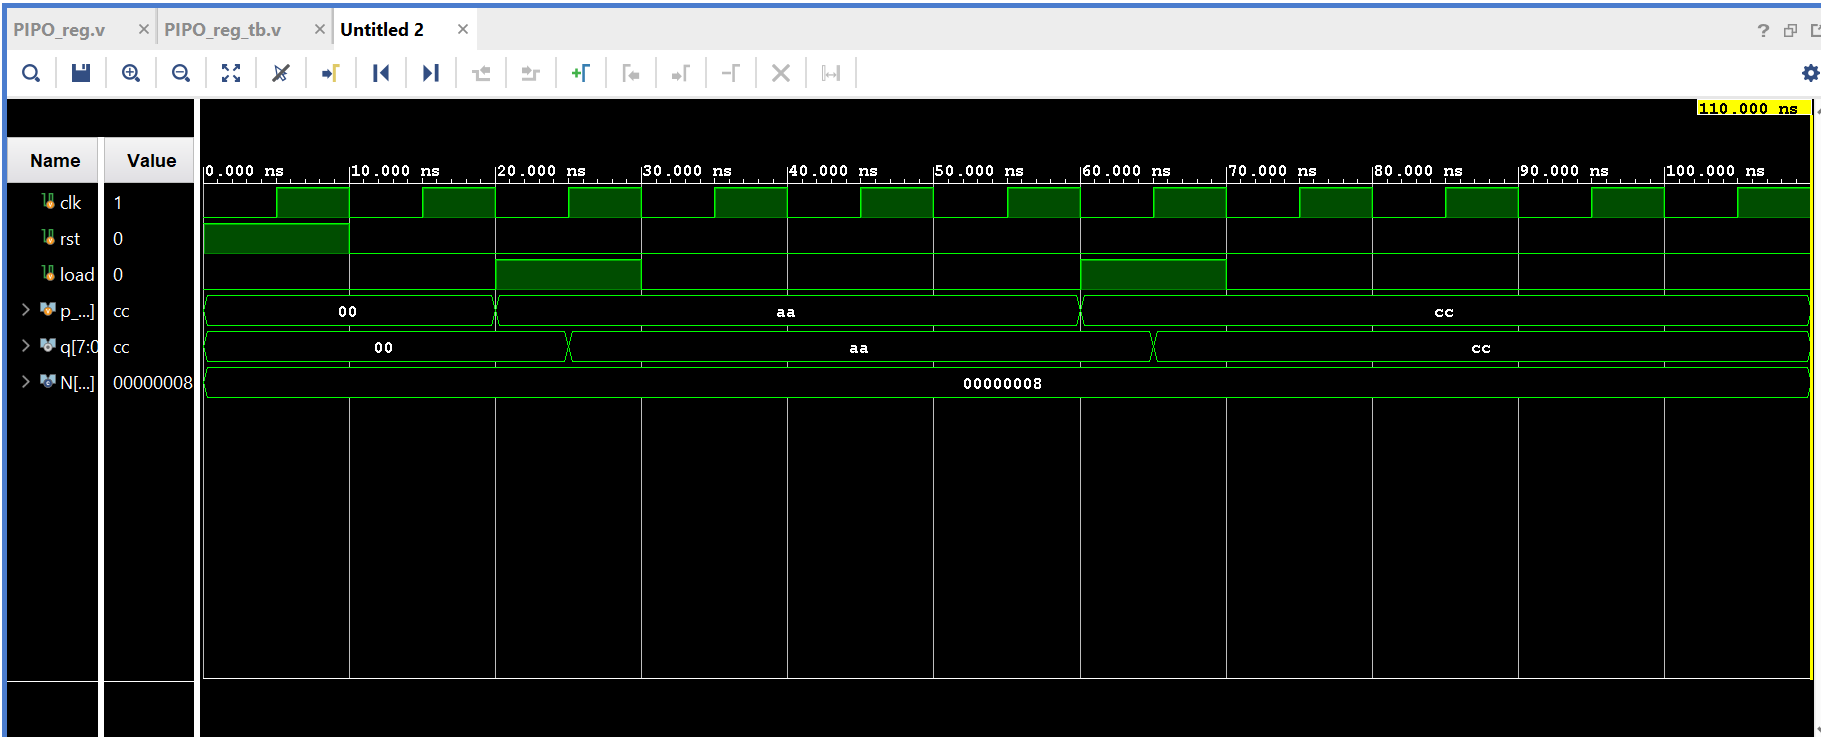 PIPO_reg.v × PIPO_reg_tb.v × Untitled 2 × ?
110.000 ns
Name Value
0.000 ns 10.000 ns 20.000 ns 30.000 ns 40.000 ns 50.000 ns 60.000 ns 70.000 ns 80.000 ns 90.000 ns 100.000 ns
clk 1
rst 0
load 0
p_...] cc 00 aa cc
q[7:0 cc 00 aa cc
N[...] 00000008 00000008